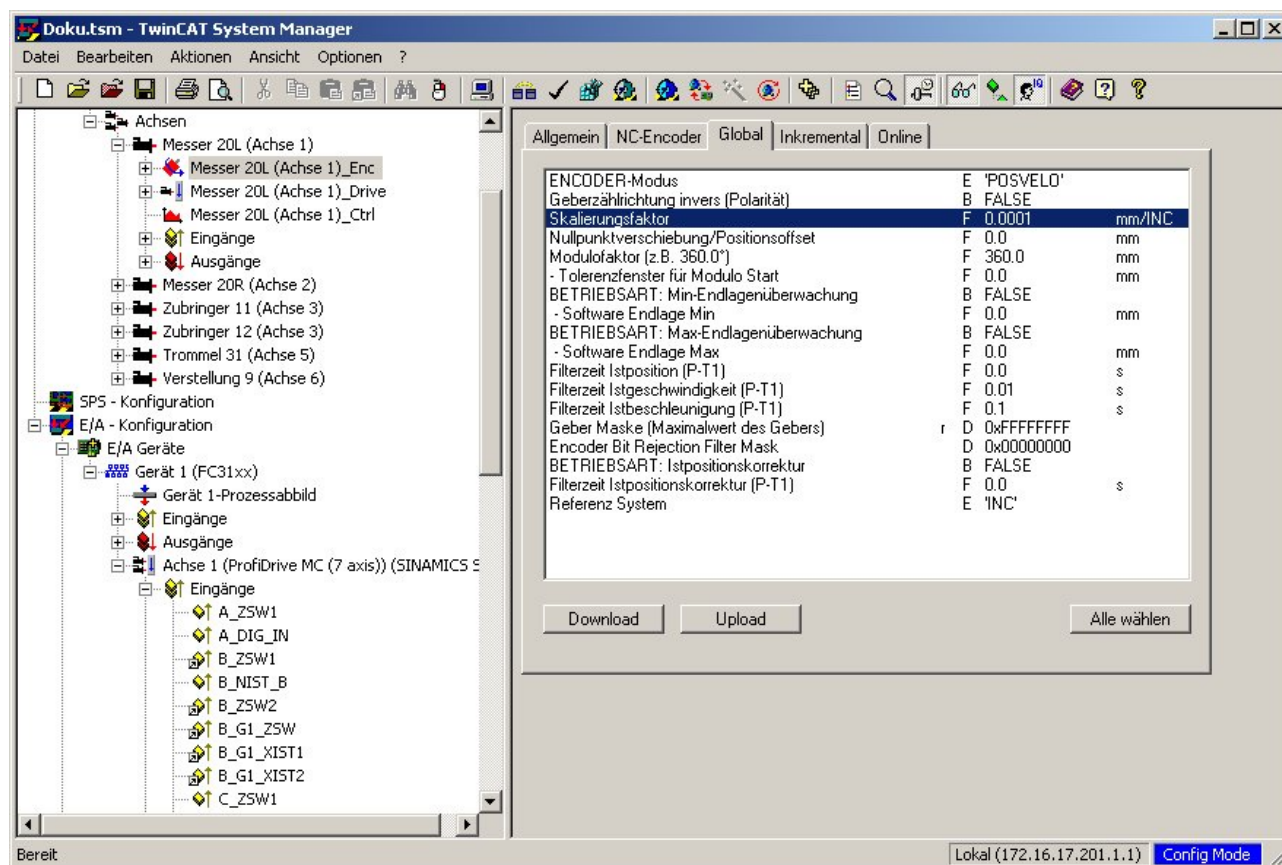 Doku.tsm - TwinCAT System Manager
Datei Bearbeiten Aktionen Ansicht Optionen ?
Achsen
Messer 20L (Achse 1)
Messer 20L (Achse 1)_Enc
Messer 20L (Achse 1)_Drive
Messer 20L (Achse 1)_Ctrl
Eingänge
Ausgänge
Messer 20R (Achse 2)
Zubringer 11 (Achse 3)
Zubringer 12 (Achse 3)
Trommel 31 (Achse 5)
Verstellung 9 (Achse 6)
SPS - Konfiguration
E/A - Konfiguration
E/A Geräte
Gerät 1 (FC31xx)
Gerät 1-Prozessabbild
Eingänge
Ausgänge
Achse 1 (ProfiDrive MC (7 axis)) (SINAMICS S
Eingänge
A_ZSW1
A_DIG_IN
B_ZSW1
B_NIST_B
B_ZSW2
B_G1_ZSW
B_G1_XIST1
B_G1_XIST2
C_ZSW1
Allgemein NC-Encoder Global Inkremental Online
ENCODER-Modus E 'POSVELO'
Geberzählrichtung invers (Polarität) B FALSE
Skalierungsfaktor F 0.0001 mm/INC
Nullpunktverschiebung/Positionsoffset F 0.0 mm
Modulofaktor (z.B. 360.0°) F 360.0 mm
- Tolerenzfenster für Modulo Start F 0.0 mm
BETRIEBSART: Min-Endlagenüberwachung B FALSE
- Software Endlage Min F 0.0 mm
BETRIEBSART: Max-Endlagenüberwachung B FALSE
- Software Endlage Max F 0.0 mm
Filterzeit Istposition (P-T1) F 0.0 s
Filterzeit Istgeschwindigkeit (P-T1) F 0.01 s
Filterzeit Istbeschleunigung (P-T1) F 0.1 s
Geber Maske (Maximalwert des Gebers) r D 0xFFFFFFFF
Encoder Bit Rejection Filter Mask D 0x00000000
BETRIEBSART: Istpositionskorrektur B FALSE
Filterzeit Istpositionskorrektur (P-T1) F 0.0 s
Referenz System E 'INC'
Download Upload Alle wählen
Bereit Lokal (172.16.17.201.1.1) Config Mode